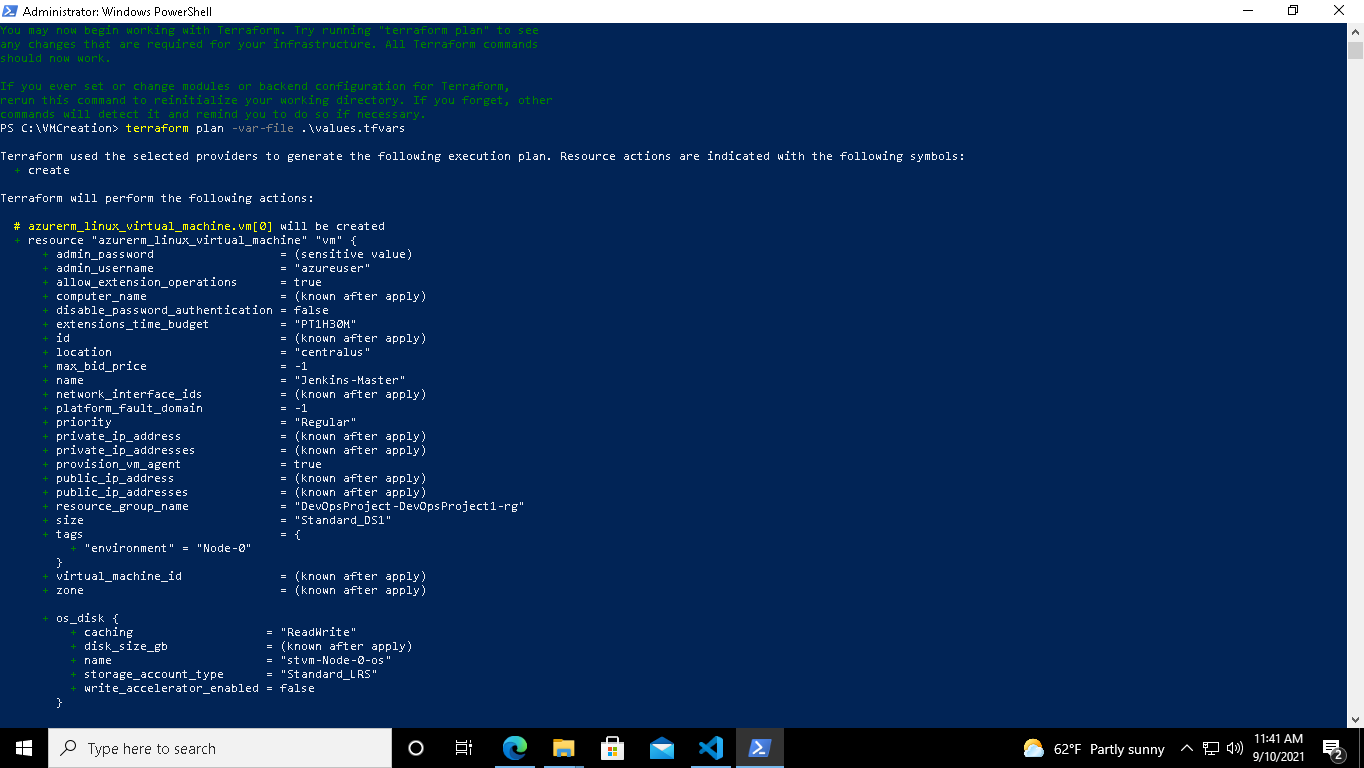 Administrator: Windows PowerShell
You may now begin working with Terraform. Try running "terraform plan" to see
any changes that are required for your infrastructure. All Terraform commands
should now work.
If you ever set or change modules or backend configuration for Terraform,
rerun this command to reinitialize your working directory. If you forget, other
commands will detect it and remind you to do so if necessary.
PS C:\VMCreation> terraform plan -var-file .\values.tfvars
Terraform used the selected providers to generate the following execution plan. Resource actions are indicated with the following symbols:
  + create
Terraform will perform the following actions:
  # azurerm_linux_virtual_machine.vm[0] will be created
  + resource "azurerm_linux_virtual_machine" "vm" {
      + admin_password                  = (sensitive value)
      + admin_username                  = "azureuser"
      + allow_extension_operations      = true
      + computer_name                   = (known after apply)
      + disable_password_authentication = false
      + extensions_time_budget          = "PT1H30M"
      + id                              = (known after apply)
      + location                        = "centralus"
      + max_bid_price                   = -1
      + name                            = "Jenkins-Master"
      + network_interface_ids           = (known after apply)
      + platform_fault_domain           = -1
      + priority                        = "Regular"
      + private_ip_address              = (known after apply)
      + private_ip_addresses            = (known after apply)
      + provision_vm_agent              = true
      + public_ip_address               = (known after apply)
      + public_ip_addresses             = (known after apply)
      + resource_group_name             = "DevOpsProject-DevOpsProject1-rg"
      + size                            = "Standard_DS1"
      + tags                            = {
          + "environment" = "Node-0"
        }
      + virtual_machine_id              = (known after apply)
      + zone                            = (known after apply)
      + os_disk {
          + caching                   = "ReadWrite"
          + disk_size_gb              = (known after apply)
          + name                      = "stvm-Node-0-os"
          + storage_account_type      = "Standard_LRS"
          + write_accelerator_enabled = false
        }
Type here to search
62°F Partly sunny
11:41 AM
9/10/2021
2